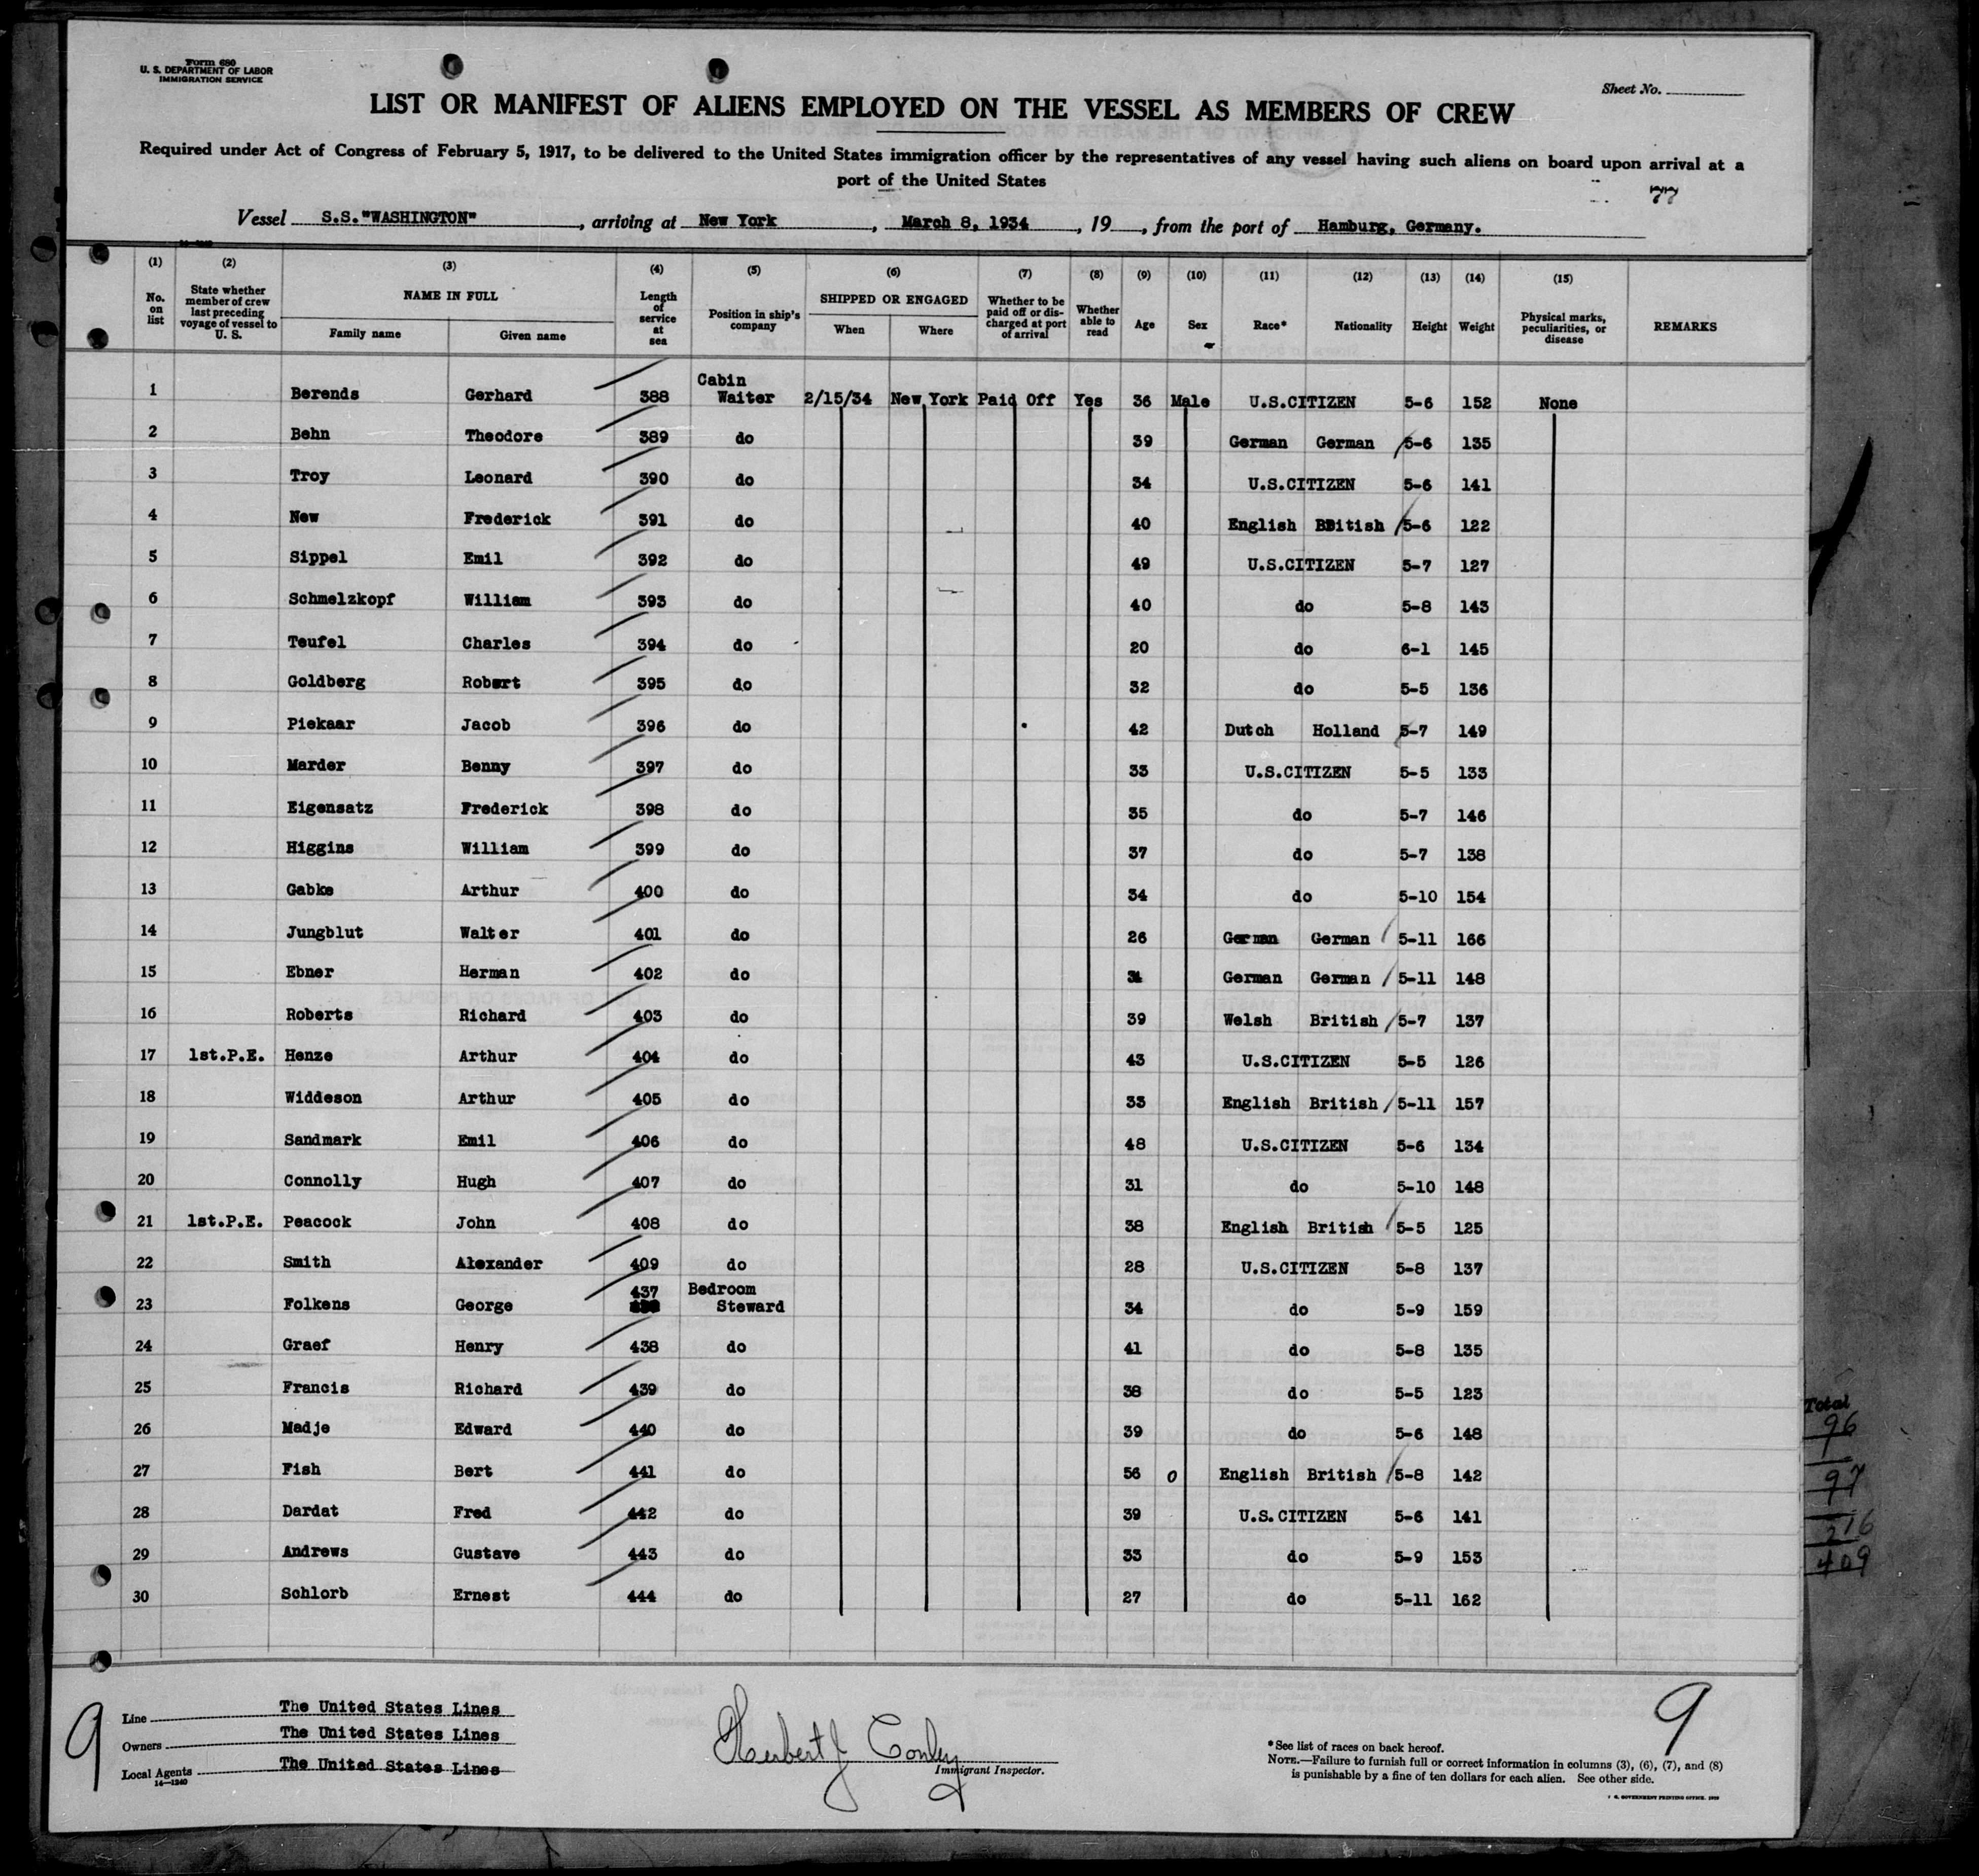 Form 680
U. S. DEPARTMENT OF LABOR
IMMIGRATION SERVICE
Sheet No.
LIST OR MANIFEST OF ALIENS EMPLOYED ON THE VESSEL AS MEMBERS OF CREW
Required under Act of Congress of February 5, 1917, to be delivered to the United States immigration officer by the representatives of any vessel having such aliens on board upon arrival at a
port of the United States
77
Vessel S.S."WASHINGTON", arriving at New York, March 8, 1934, 19, from the port of Hamburg, Germany.
(1) (2) (3) (4) (5) (6) (7) (8) (9) (10) (11) (12) (13) (14) (15)
No. on list
State whether member of crew last preceding voyage of vessel to U. S.
NAME IN FULL
Family name Given name
Length of service at sea
Position in ship's company
SHIPPED OR ENGAGED
When Where
Whether to be paid off or discharged at port of arrival
Whether able to read
Age Sex Race* Nationality Height Weight
Physical marks, peculiarities, or disease
REMARKS
1 Berends Gerhard 388 Cabin Waiter 2/15/34 New York Paid Off Yes 36 Male U.S.CITIZEN 5-6 152 None
2 Behn Theodore 389 do 39 German German 5-6 135
3 Troy Leonard 390 do 34 U.S.CITIZEN 5-6 141
4 New Frederick 391 do 40 English British 5-6 122
5 Sippel Emil 392 do 49 U.S.CITIZEN 5-7 127
6 Schmelzkopf William 393 do 40 do 5-8 143
7 Teufel Charles 394 do 20 do 6-1 145
8 Goldberg Robert 395 do 32 do 5-5 136
9 Piekaar Jacob 396 do 42 Dutch Holland 5-7 149
10 Marder Benny 397 do 33 U.S.CITIZEN 5-5 133
11 Eigensatz Frederick 398 do 35 do 5-7 146
12 Higgins William 399 do 37 do 5-7 138
13 Gabke Arthur 400 do 34 do 5-10 154
14 Jungblut Walter 401 do 26 German German 5-11 166
15 Ebner Herman 402 do German German 5-11 148
16 Roberts Richard 403 do 39 Welsh British 5-7 137
17 1st.P.E. Henze Arthur 404 do 43 U.S.CITIZEN 5-5 126
18 Widdeson Arthur 405 do 33 English British 5-11 157
19 Sandmark Emil 406 do 48 U.S.CITIZEN 5-6 134
20 Connolly Hugh 407 do 31 do 5-10 148
21 1st.P.E. Peacock John 408 do 38 English British 5-5 125
22 Smith Alexander 409 do 28 U.S.CITIZEN 5-8 137
23 Folkens George 437 Bedroom Steward 34 do 5-9 159
24 Graef Henry 438 do 41 do 5-8 135
25 Francis Richard 439 do 38 do 5-5 123
26 Madje Edward 440 do 39 do 5-6 148
27 Fish Bert 441 do 56 0 English British 5-8 142
28 Dardat Fred 442 do 39 U.S.CITIZEN 5-6 141
29 Andrews Gustave 443 do 33 do 5-9 153
30 Schlorb Ernest 444 do 27 do 5-11 162
Total
96
1
97
409
9
Line The United States Lines
Owners The United States Lines
Local Agents The United States Lines
14—1240
Herbert J Conley
Immigrant Inspector.
9
*See list of races on back hereof.
NOTE.—Failure to furnish full or correct information in columns (3), (6), (7), and (8)
is punishable by a fine of ten dollars for each alien. See other side.